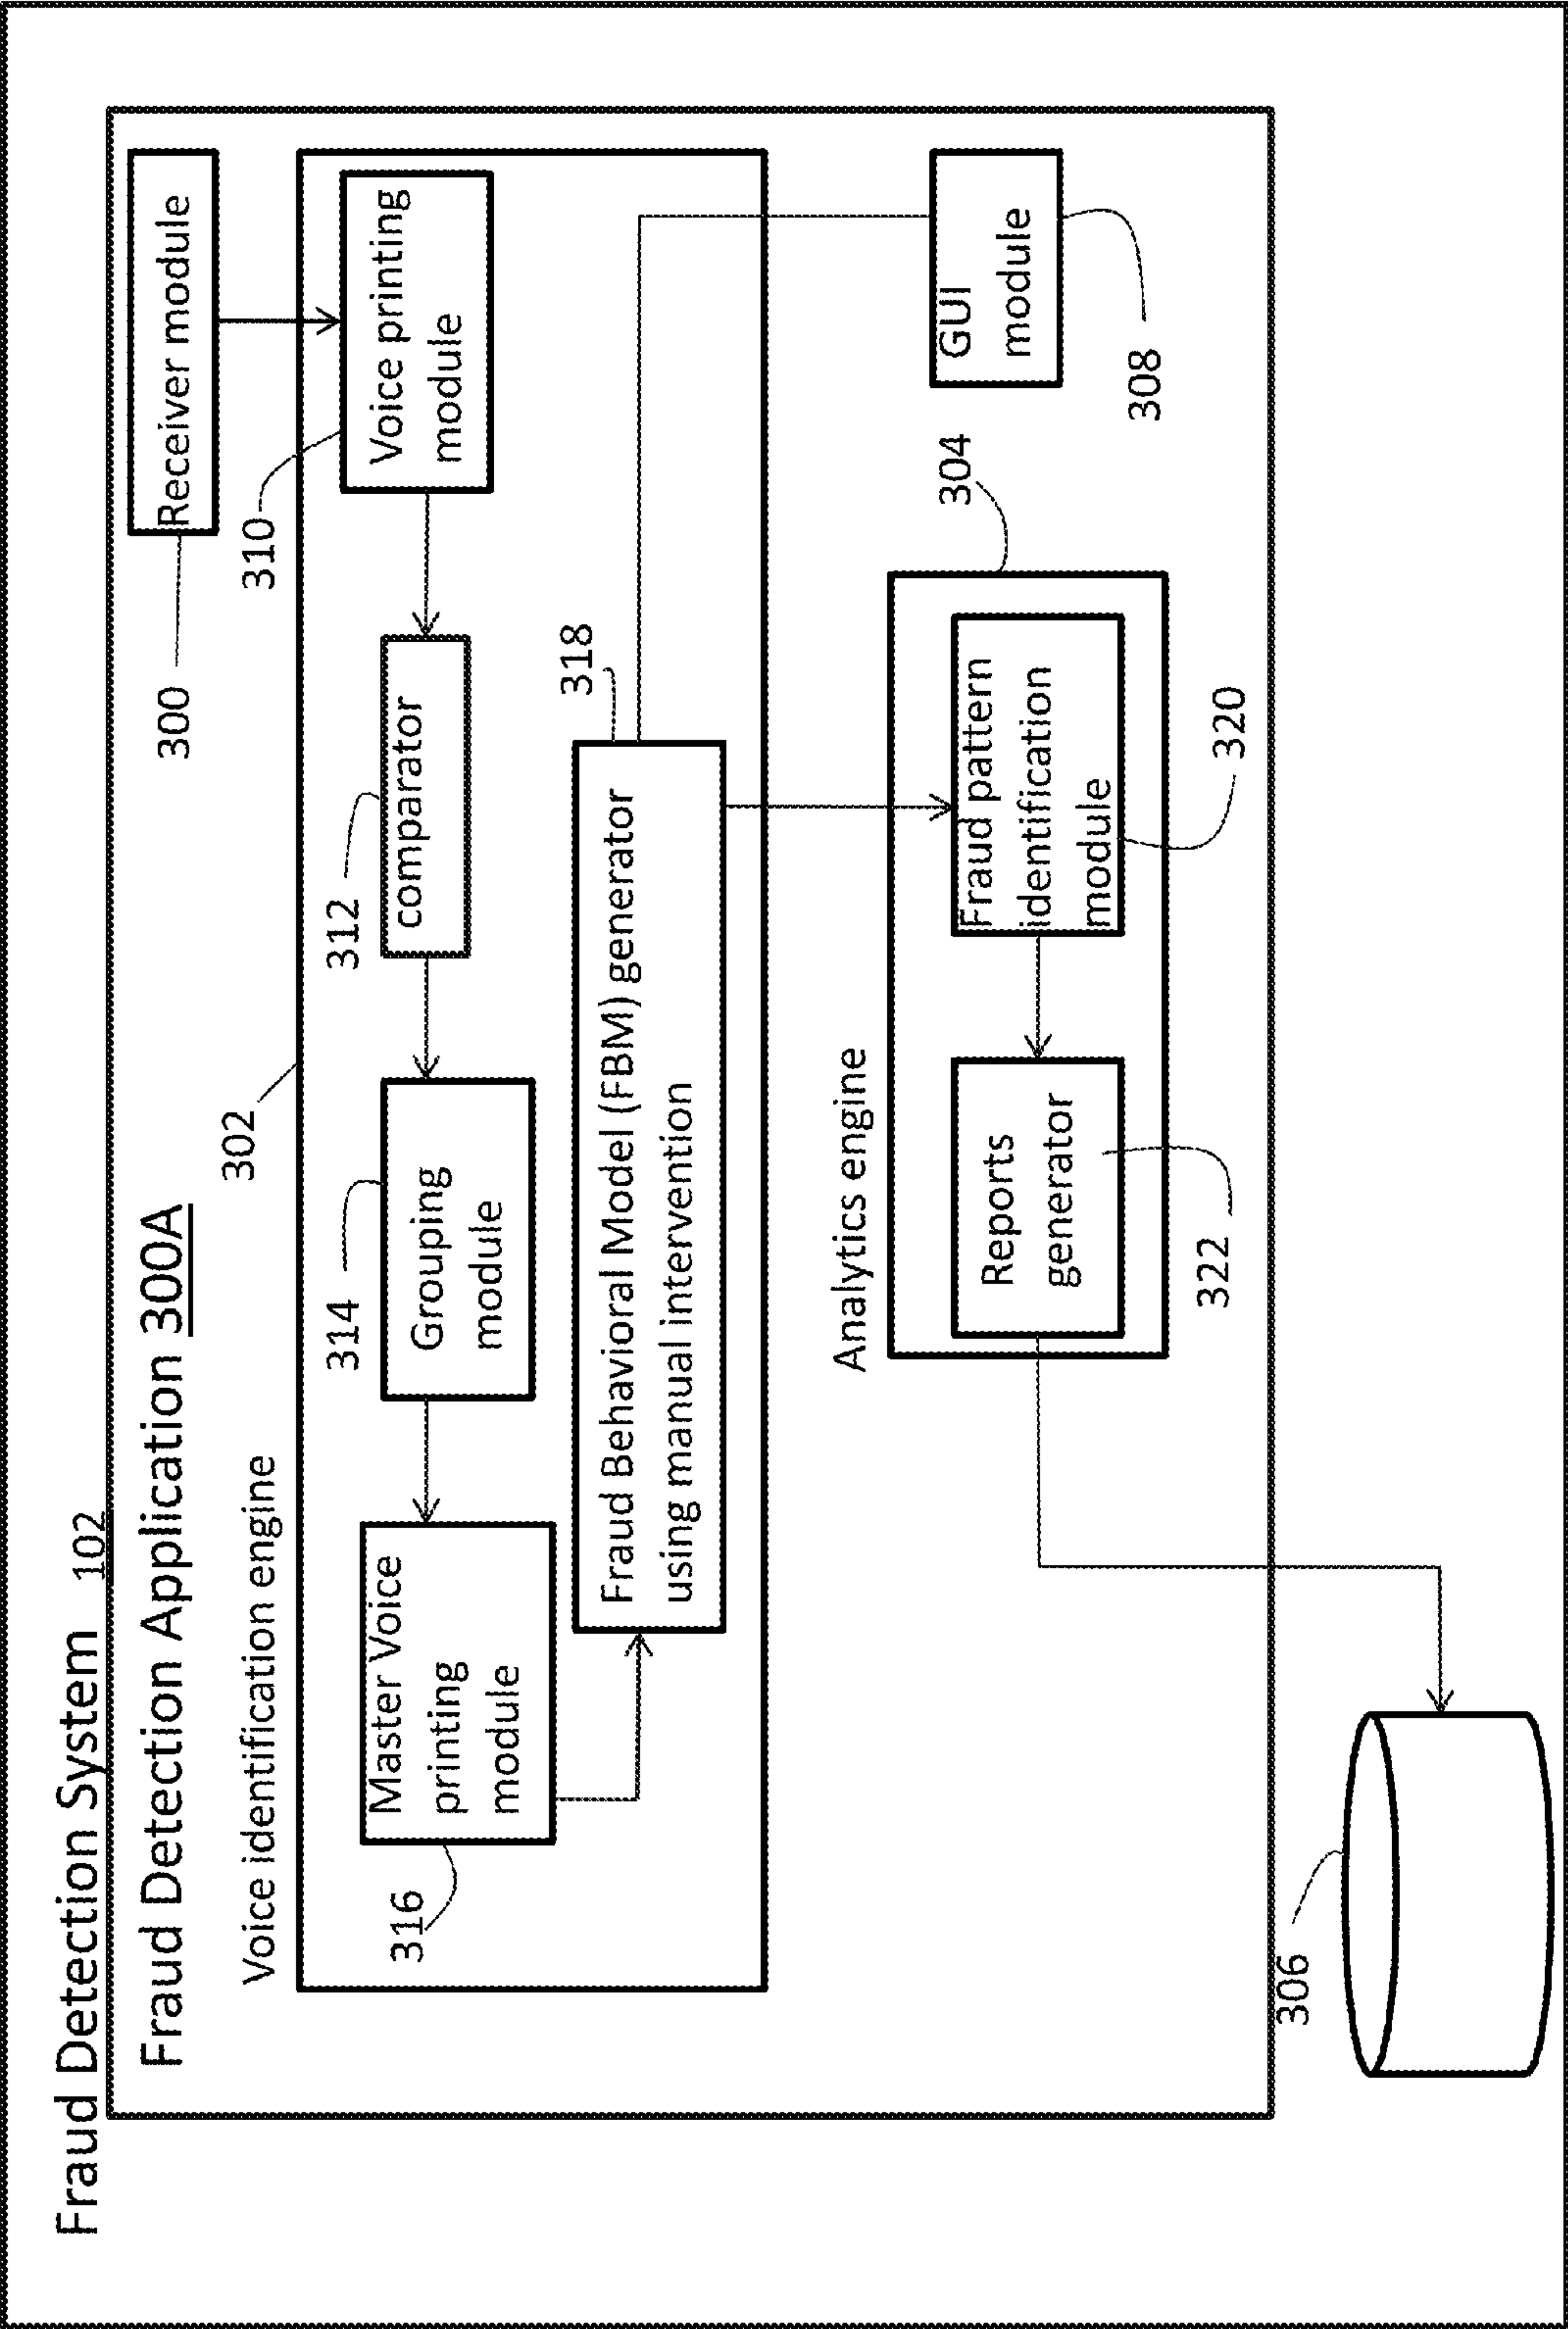 Fraud Detection System 102
Fraud Detection Application 300A
Receiver module
300
Voice identification engine
302
310
Voice printing
module
312
comparator
314
Grouping
module
316
Master Voice
printing
module
318
Fraud Behavioral Model (FBM) generator
using manual intervention
Analytics engine
304
Reports
generator
322
Fraud pattern
identification
module
320
GUI
module
308
306